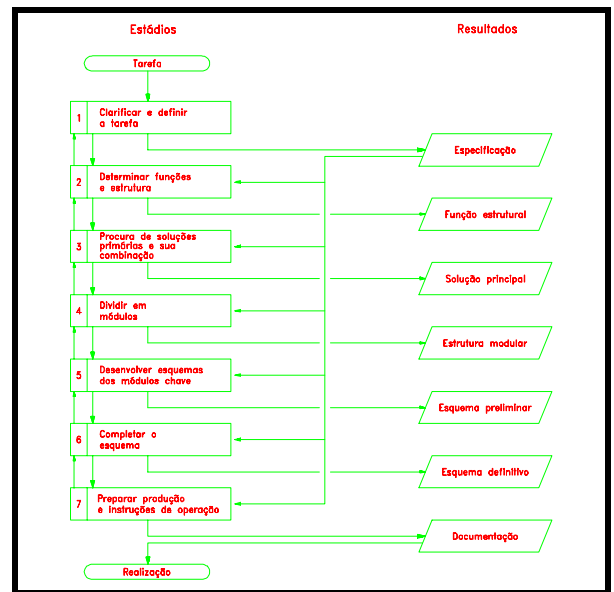 Estádios
Resultados
Tarefa
1
Clarificar e definir
a tarefa
Especificação
2
Determinar funções
e estrutura
Função estrutural
3
Procura de soluções
primárias e sua
combinação
Solução principal
4
Dividir em
módulos
Estrutura modular
5
Desenvolver esquemas
dos módulos chave
Esquema preliminar
6
Completar o
esquema
Esquema definitivo
7
Preparar produção
e instruções de operação
Documentação
Realização